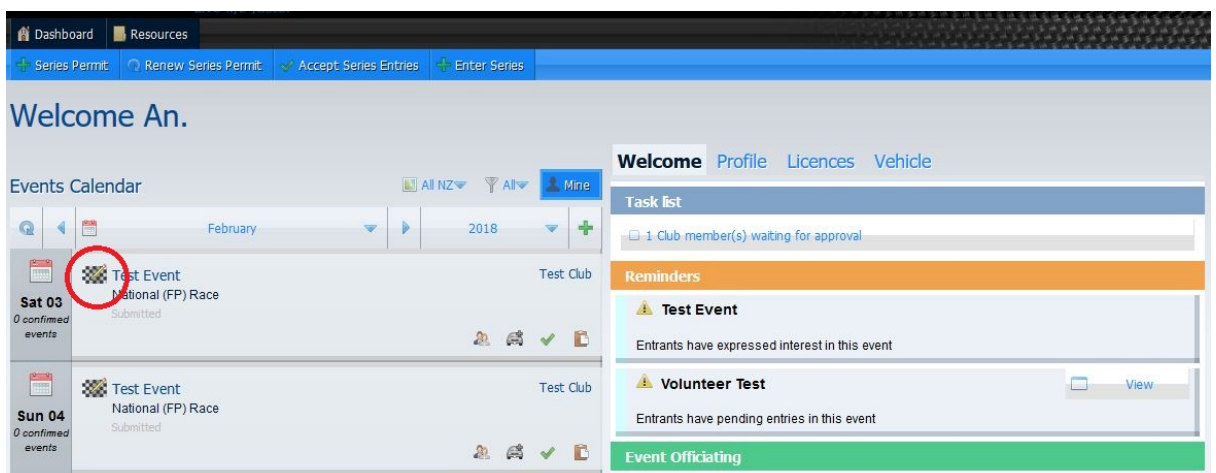 Dashboard Resources
Series Permit Renew Series Permit Accept Series Entries Enter Series
Welcome An.
Events Calendar All NZ All Mine
February 2018
Sat 03
0 confirmed
events
Test Event Test Club
National (FP) Race
Submitted
Sun 04
0 confirmed
events
Test Event Test Club
National (FP) Race
Submitted
Welcome Profile Licences Vehicle
Task list
1 Club member(s) waiting for approval
Reminders
Test Event
Entrants have expressed interest in this event
Volunteer Test View
Entrants have pending entries in this event
Event Officiating